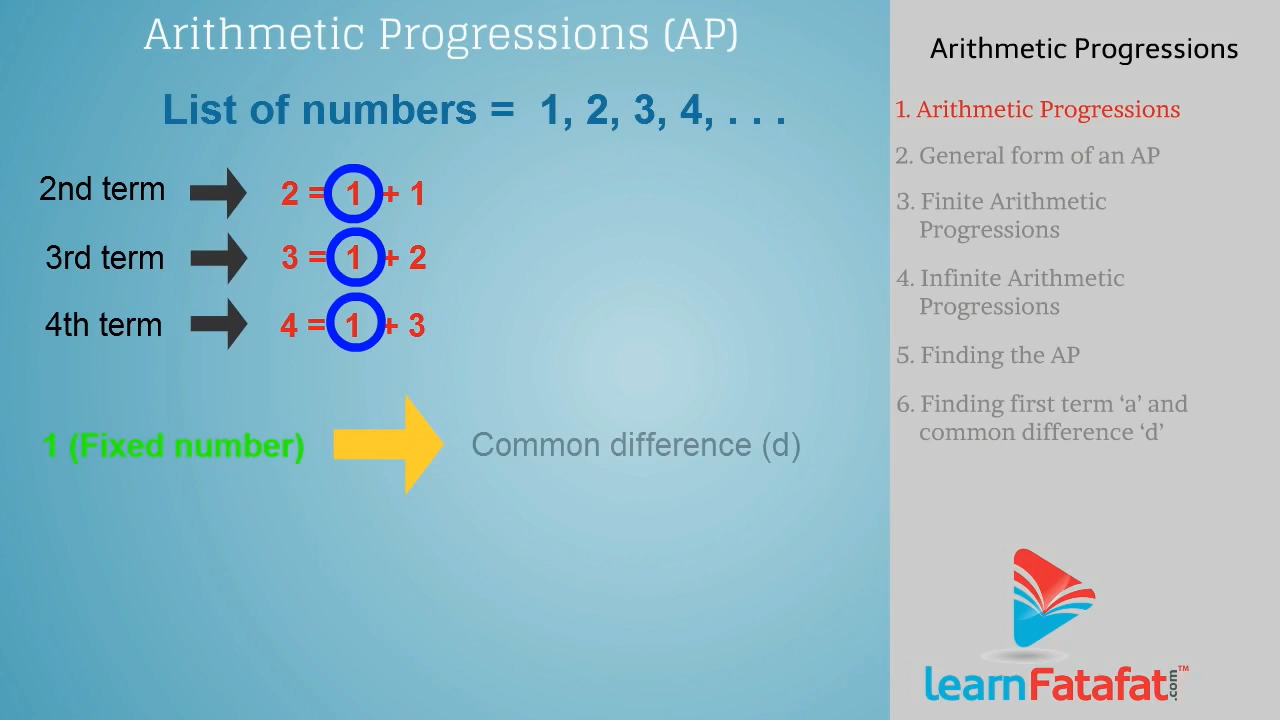 Arithmetic Progressions (AP)
List of numbers = 1, 2, 3, 4, . . .
2nd term 2 = 1 + 1
3rd term 3 = 1 + 2
4th term 4 = 1 + 3
1 (Fixed number) Common difference (d)
Arithmetic Progressions
1. Arithmetic Progressions
2. General form of an AP
3. Finite Arithmetic
Progressions
4. Infinite Arithmetic
Progressions
5. Finding the AP
6. Finding first term ‘a’ and
common difference ‘d’
learnFatafat.com™